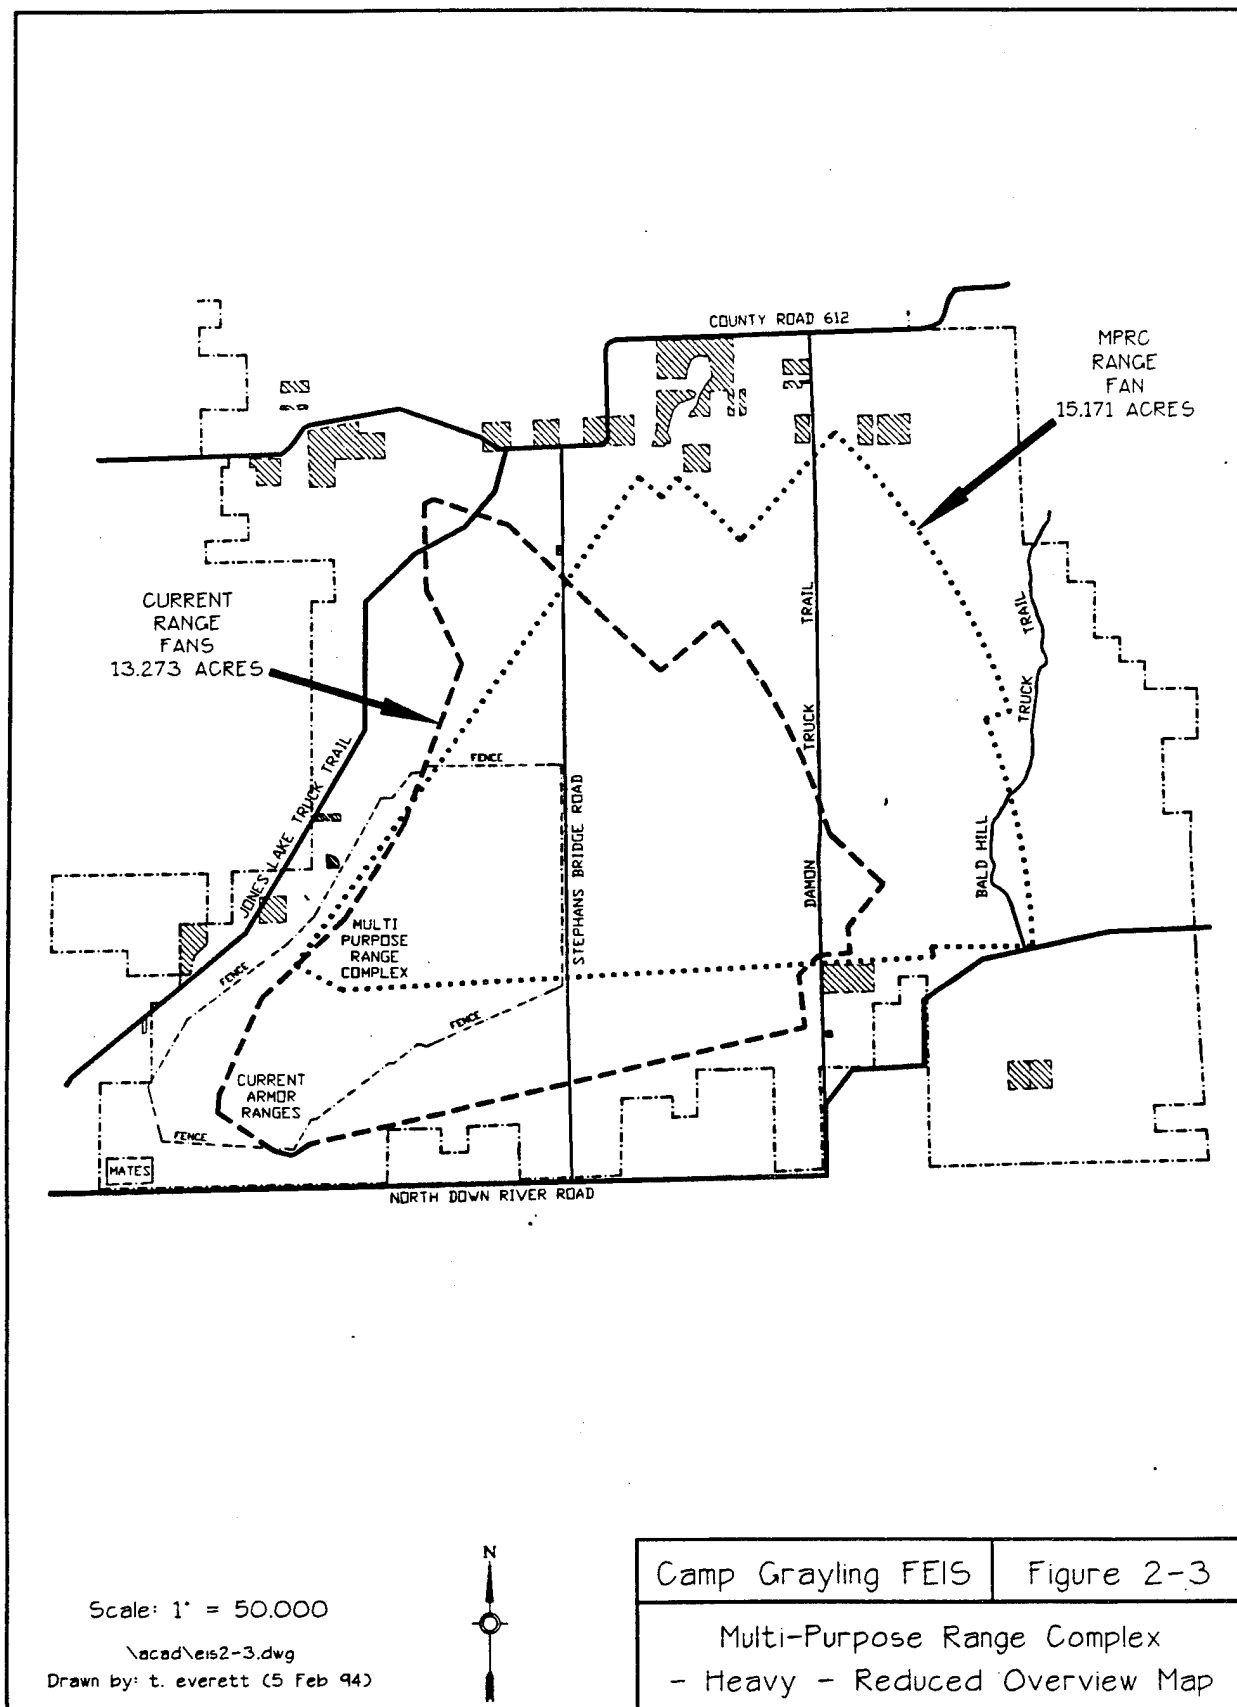 COUNTY ROAD 612
MPRC
RANGE
FAN
15.171 ACRES
CURRENT
RANGE
FANS
13.273 ACRES
JONES LAKE TRUCK TRAIL
FENCE
STEPHANS BRIDGE ROAD
DAMON TRUCK TRAIL
BALD HILL TRUCK TRAIL
MULTI
PURPOSE
RANGE
COMPLEX
FENCE
FENCE
CURRENT
ARMOR
RANGES
FENCE
MATES
NORTH DOWN RIVER ROAD
N
Scale: 1" = 50.000
\acad\eis2-3.dwg
Drawn by: t. everett (5 Feb 94)
Camp Grayling FEIS
Figure 2-3
Multi-Purpose Range Complex
- Heavy - Reduced Overview Map